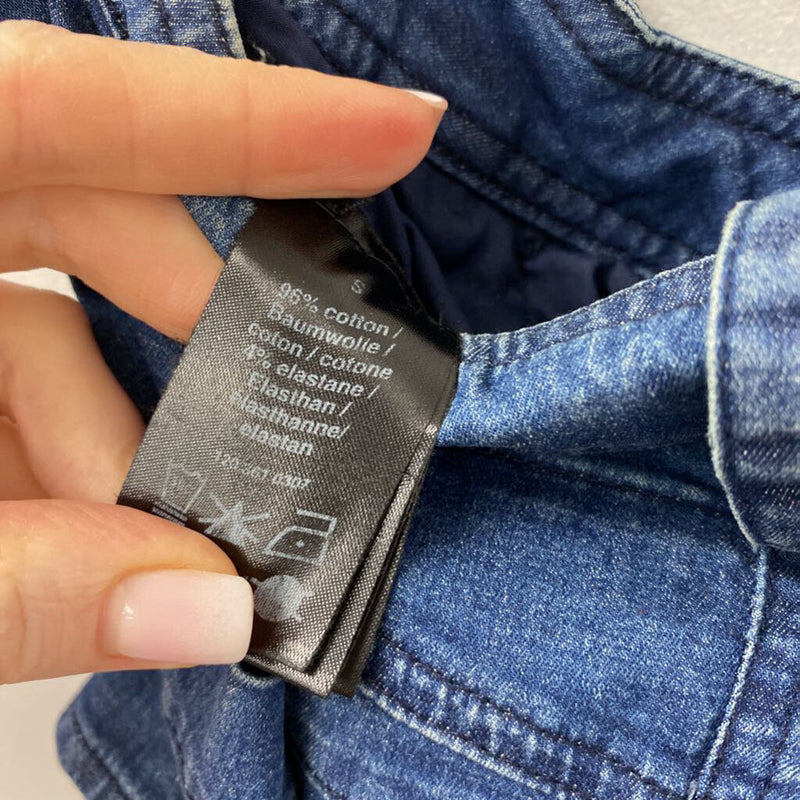 S
96% cotton /
Baumwolle /
coton / cotone
4% elastane /
Elasthan /
elasthanne/
elastan